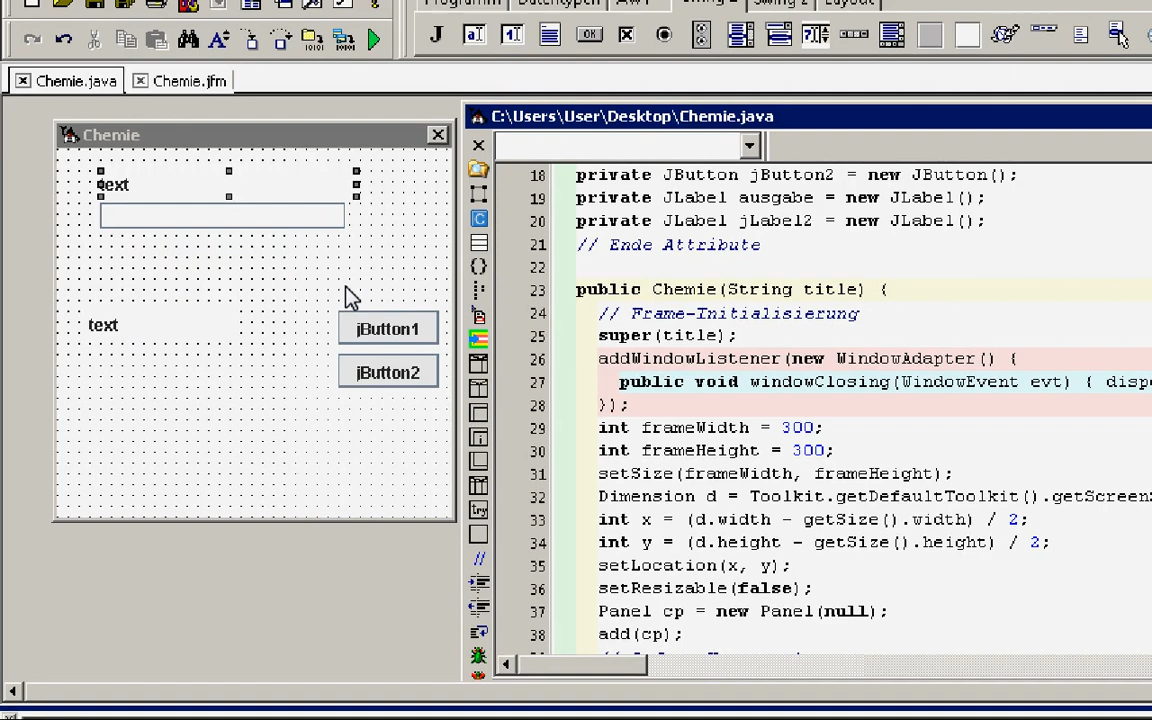 Programm Datentypen AWT Swing 1 Swing 2 Layout
J
OK
Chemie.java
Chemie.jfm
Chemie
text
text
jButton1
jButton2
C:\Users\User\Desktop\Chemie.java
18 private JButton jButton2 = new JButton();
19 private JLabel ausgabe = new JLabel();
20 private JLabel jLabel2 = new JLabel();
21 // Ende Attribute
22
23 public Chemie(String title) {
24 // Frame-Initialisierung
25 super(title);
26 addWindowListener(new WindowAdapter() {
27 public void windowClosing(WindowEvent evt) { disp
28 });
29 int frameWidth = 300;
30 int frameHeight = 300;
31 setSize(frameWidth, frameHeight);
32 Dimension d = Toolkit.getDefaultToolkit().getScreen
33 int x = (d.width - getSize().width) / 2;
34 int y = (d.height - getSize().height) / 2;
35 setLocation(x, y);
36 setResizable(false);
37 Panel cp = new Panel(null);
38 add(cp);